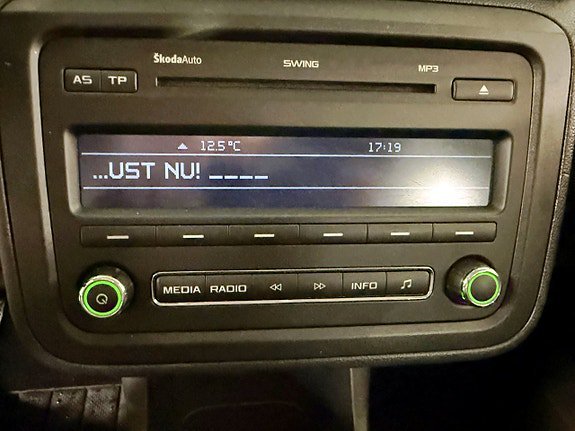 ŠkodaAuto SWING MP3
AS TP
12.5°C 17:19
...UST NU! ____
MEDIA RADIO INFO